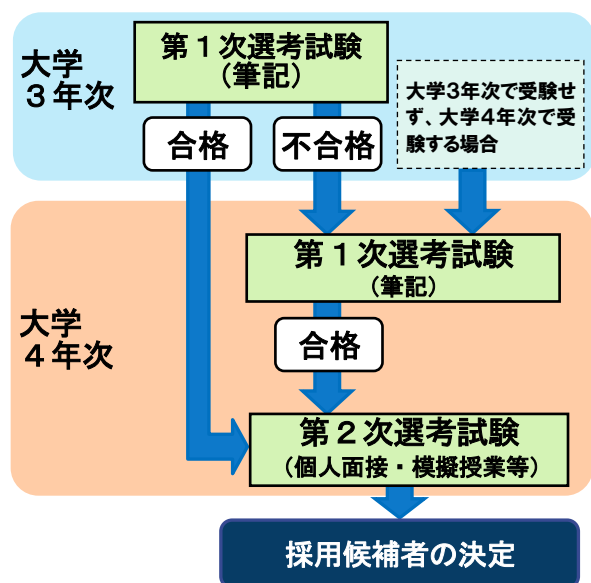 大学
３年次
第１次選考試験
（筆記）
合格
不合格
大学３年次で受験せ
ず、大学４年次で受
験する場合
大学
４年次
第１次選考試験
（筆記）
合格
第２次選考試験
（個人面接・模擬授業等）
採用候補者の決定